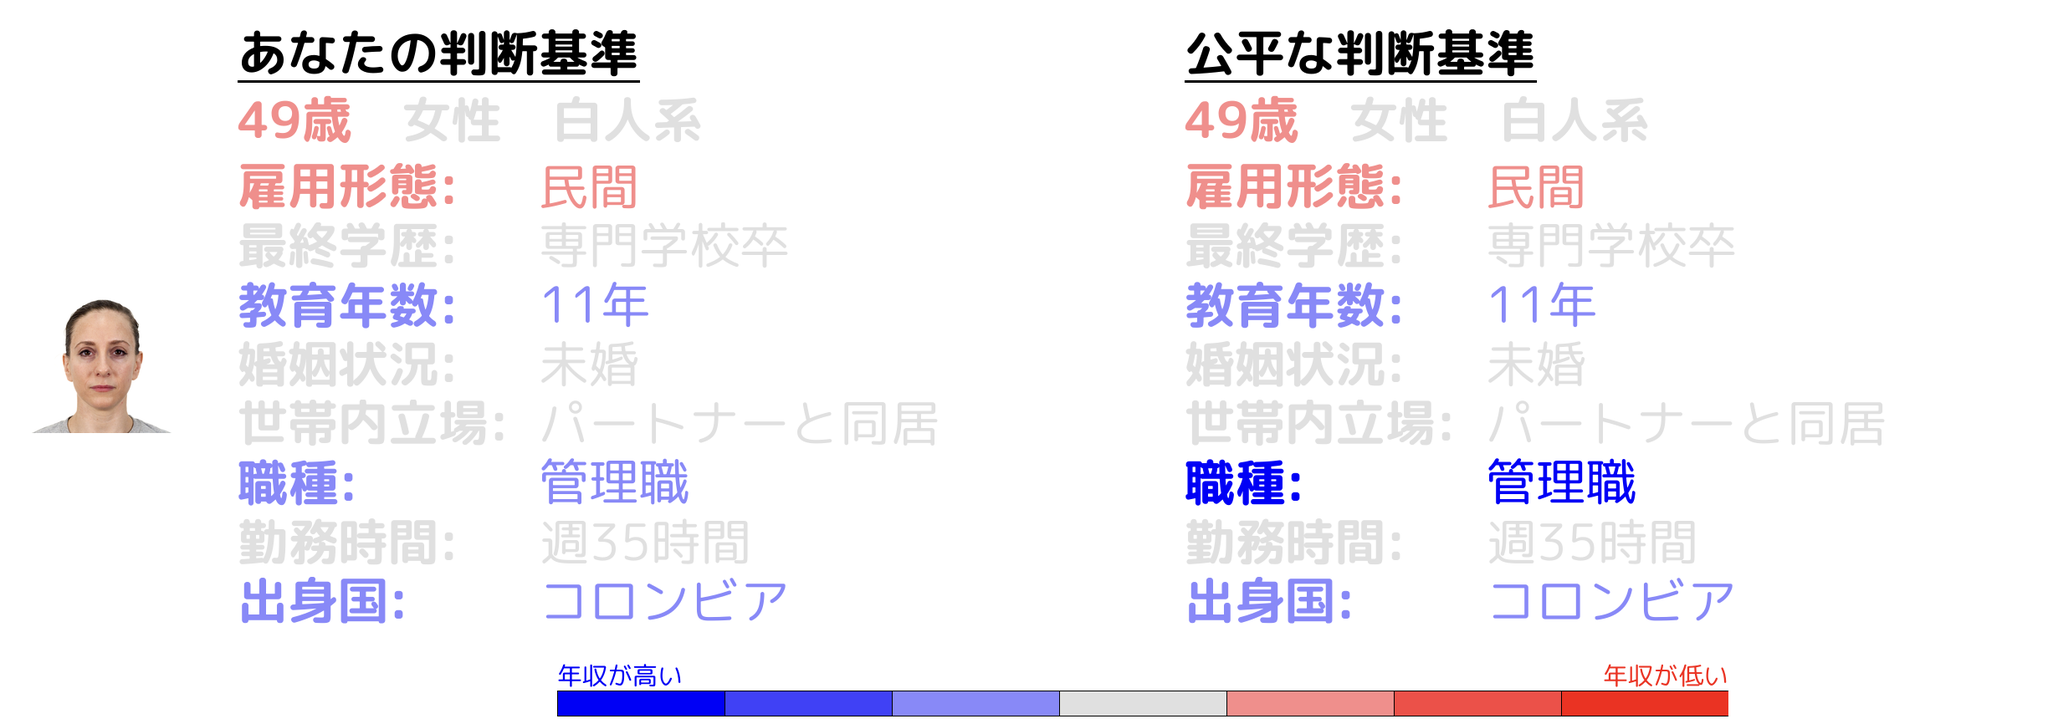 あなたの判断基準
49歳 女性 白人系
雇用形態: 民間
最終学歴: 専門学校卒
教育年数: 11年
婚姻状況: 未婚
世帯内立場: パートナーと同居
職種: 管理職
勤務時間: 週35時間
出身国: コロンビア
公平な判断基準
49歳 女性 白人系
雇用形態: 民間
最終学歴: 専門学校卒
教育年数: 11年
婚姻状況: 未婚
世帯内立場: パートナーと同居
職種: 管理職
勤務時間: 週35時間
出身国: コロンビア
年収が高い
年収が低い